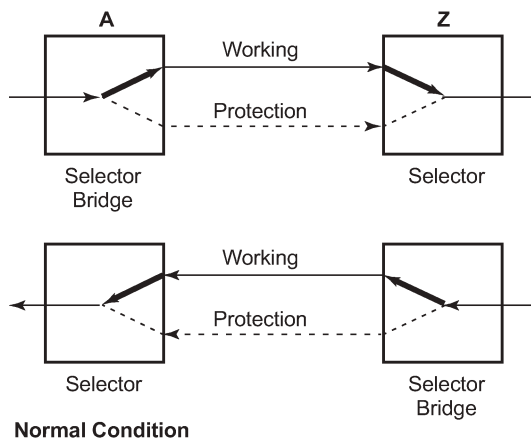 A Z
Working
Protection
Selector
Bridge
Selector
Working
Protection
Selector
Selector
Bridge
Normal Condition